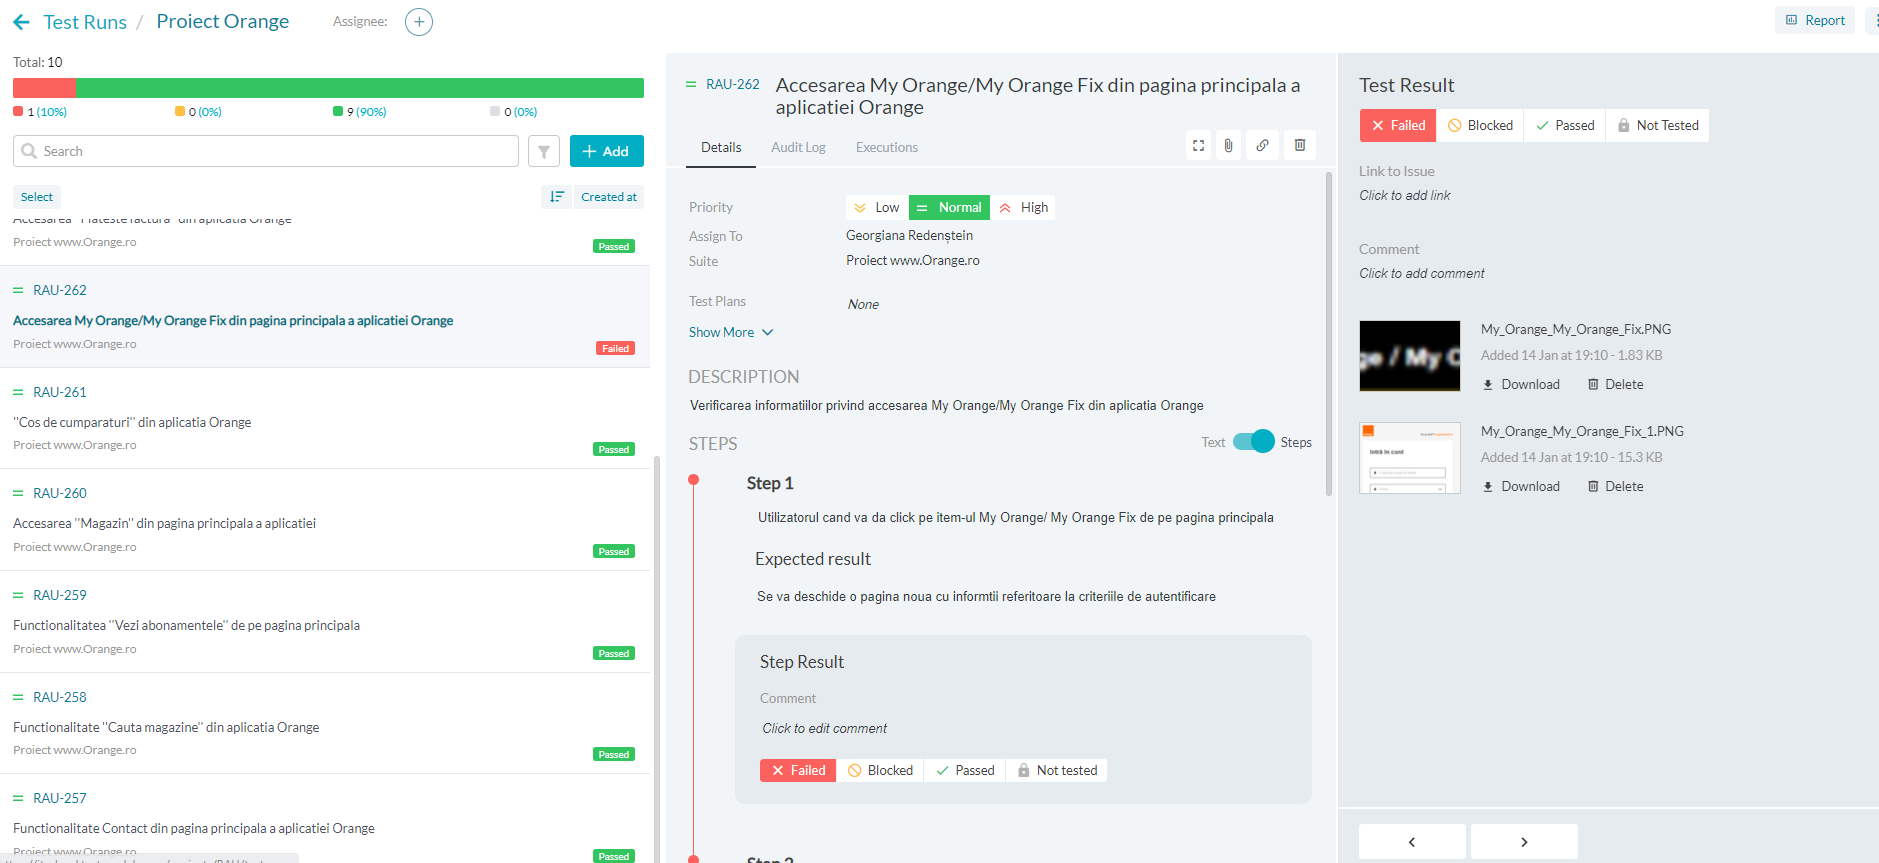 Test Runs / Proiect Orange
Assignee:
Report
Total: 10
1 (10%) 0 (0%) 9 (90%) 0 (0%)
Search
Add
Select
Created at
Accesarea ''Plateste factura'' din aplicatia Orange
Proiect www.Orange.ro
Passed
RAU-262
Accesarea My Orange/My Orange Fix din pagina principala a aplicatiei Orange
Proiect www.Orange.ro
Failed
RAU-261
''Cos de cumparaturi'' din aplicatia Orange
Proiect www.Orange.ro
Passed
RAU-260
Accesarea ''Magazin'' din pagina principala a aplicatiei
Proiect www.Orange.ro
Passed
RAU-259
Functionalitatea ''Vezi abonamentele'' de pe pagina principala
Proiect www.Orange.ro
Passed
RAU-258
Functionalitate ''Cauta magazine'' din aplicatia Orange
Proiect www.Orange.ro
Passed
RAU-257
Functionalitate Contact din pagina principala a aplicatiei Orange
Proiect www.Orange.ro
Passed
RAU-262
Accesarea My Orange/My Orange Fix din pagina principala a
aplicatiei Orange
Details Audit Log Executions
Priority Low Normal High
Assign To Georgiana Redenștein
Suite Proiect www.Orange.ro
Test Plans None
Show More
DESCRIPTION
Verificarea informatiilor privind accesarea My Orange/My Orange Fix din aplicatia Orange
STEPS
Text Steps
Step 1
Utilizatorul cand va da click pe item-ul My Orange/ My Orange Fix de pe pagina principala
Expected result
Se va deschide o pagina noua cu informtii referitoare la criteriile de autentificare
Step Result
Comment
Click to edit comment
Failed Blocked Passed Not tested
Step 2
Test Result
Failed Blocked Passed Not Tested
Link to Issue
Click to add link
Comment
Click to add comment
ge / My O
My_Orange_My_Orange_Fix.PNG
Added 14 Jan at 19:10 - 1.83 KB
Download Delete
Intră în cont
My_Orange_My_Orange_Fix_1.PNG
Added 14 Jan at 19:10 - 15.3 KB
Download Delete